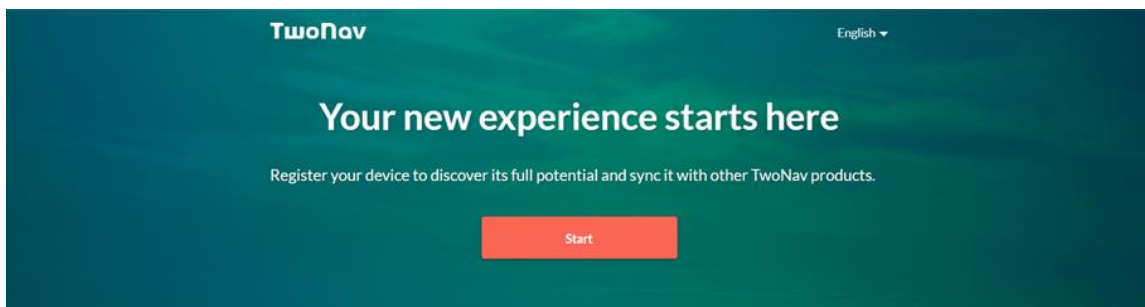 TwoNav
English
Your new experience starts here
Register your device to discover its full potential and sync it with other TwoNav products.
Start